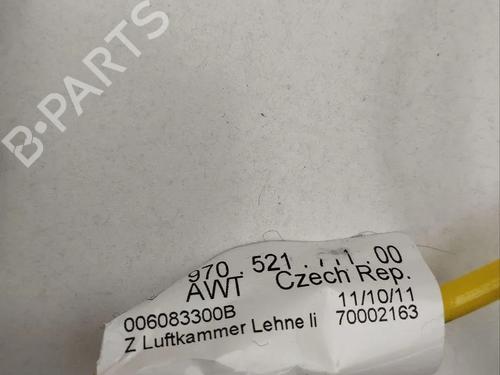 B-PARTS
970 . 521 . 111 . 00
AWT Czech Rep.
006083300B 11/10/11
Z Luftkammer Lehne li 70002163